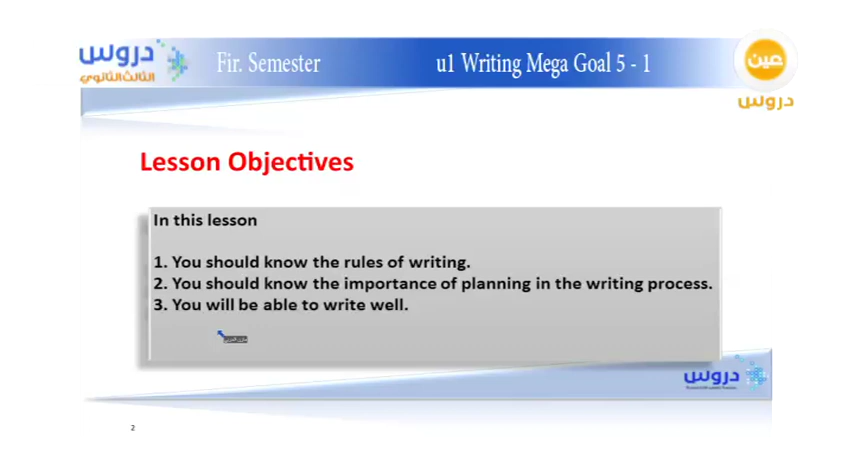 دروس
الثالث الثانوي
Fir. Semester
u1 Writing Mega Goal 5 - 1
عين
دروس
Lesson Objectives
In this lesson
1. You should know the rules of writing.
2. You should know the importance of planning in the writing process.
3. You will be able to write well.
دروس
2